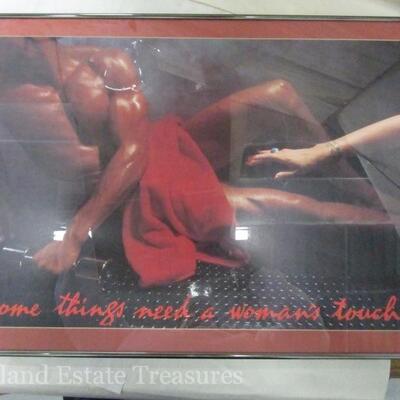 ome things need a woman's touch
land Estate Treasures